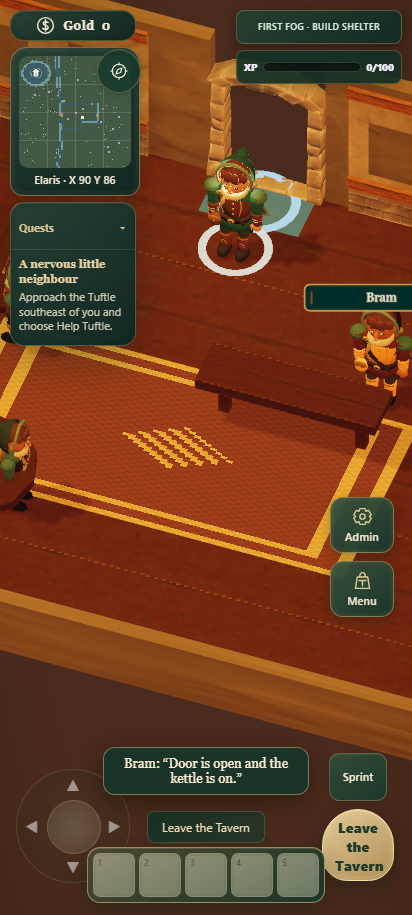 Gold 0
FIRST FOG · BUILD SHELTER
XP 0/100
Elaris · X 90 Y 86
Quests
A nervous little
neighbour
Approach the Tuftle
southeast of you and
choose Help Tuftle.
Bram
Admin
Menu
Bram: “Door is open and the
kettle is on.”
Sprint
Leave the Tavern
Leave
the
Tavern
1 2 3 4 5